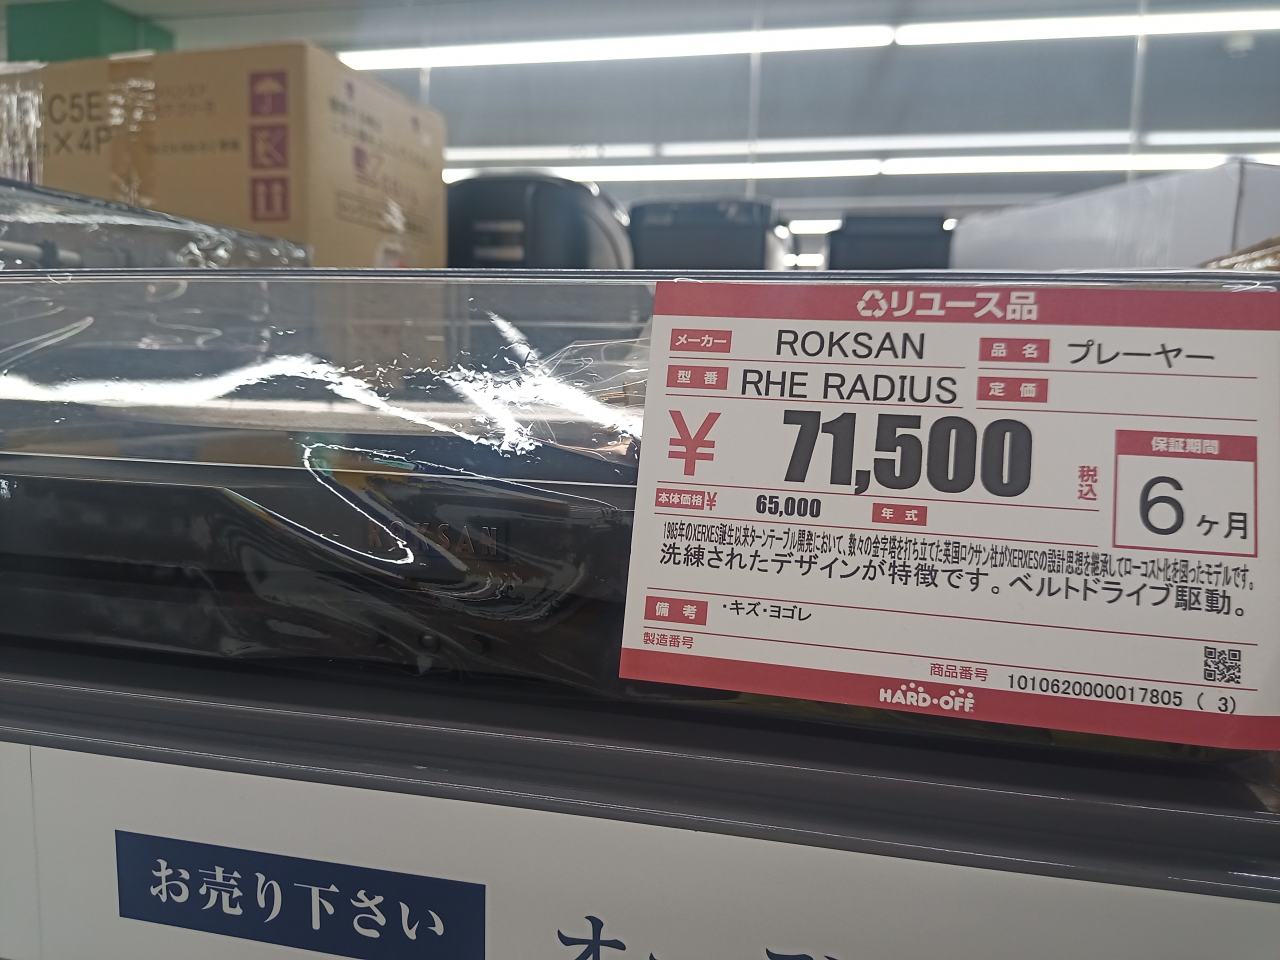 C5E
×4P
リユース品
メーカー ROKSAN 品名 プレーヤー
型番 RHE RADIUS 定価
¥ 71,500 税込
保証期間
6ヶ月
本体価格¥ 65,000 年式
1985年のXERXES誕生以来ターンテーブル開発において、数々の金字塔を打ち立てた英国ロクサン社がXERXESの設計思想を継承してローコスト化を図ったモデルです。
洗練されたデザインが特徴です。ベルトドライブ駆動。
備考 ・キズ・ヨゴレ
製造番号
商品番号 1010620000017805 ( 3)
HARD・OFF
ROKSAN
お売り下さい